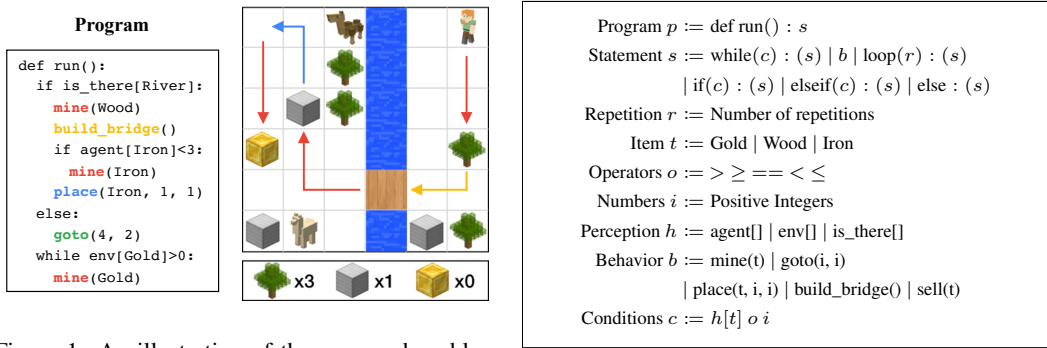 Program
def run():
if is_there[River]:
mine(Wood)
build_bridge()
if agent[Iron]<3:
mine(Iron)
place(Iron, 1, 1)
else:
goto(4, 2)
while env[Gold]>0:
mine(Gold)
x3 x1 x0
Program p := def run() : s
Statement s := while(c) : (s) | b | loop(r) : (s)
| if(c) : (s) | elseif(c) : (s) | else : (s)
Repetition r := Number of repetitions
Item t := Gold | Wood | Iron
Operators o := > ≥ == < ≤
Numbers i := Positive Integers
Perception h := agent[] | env[] | is_there[]
Behavior b := mine(t) | goto(i, i)
| place(t, i, i) | build_bridge() | sell(t)
Conditions c := h[t] o i